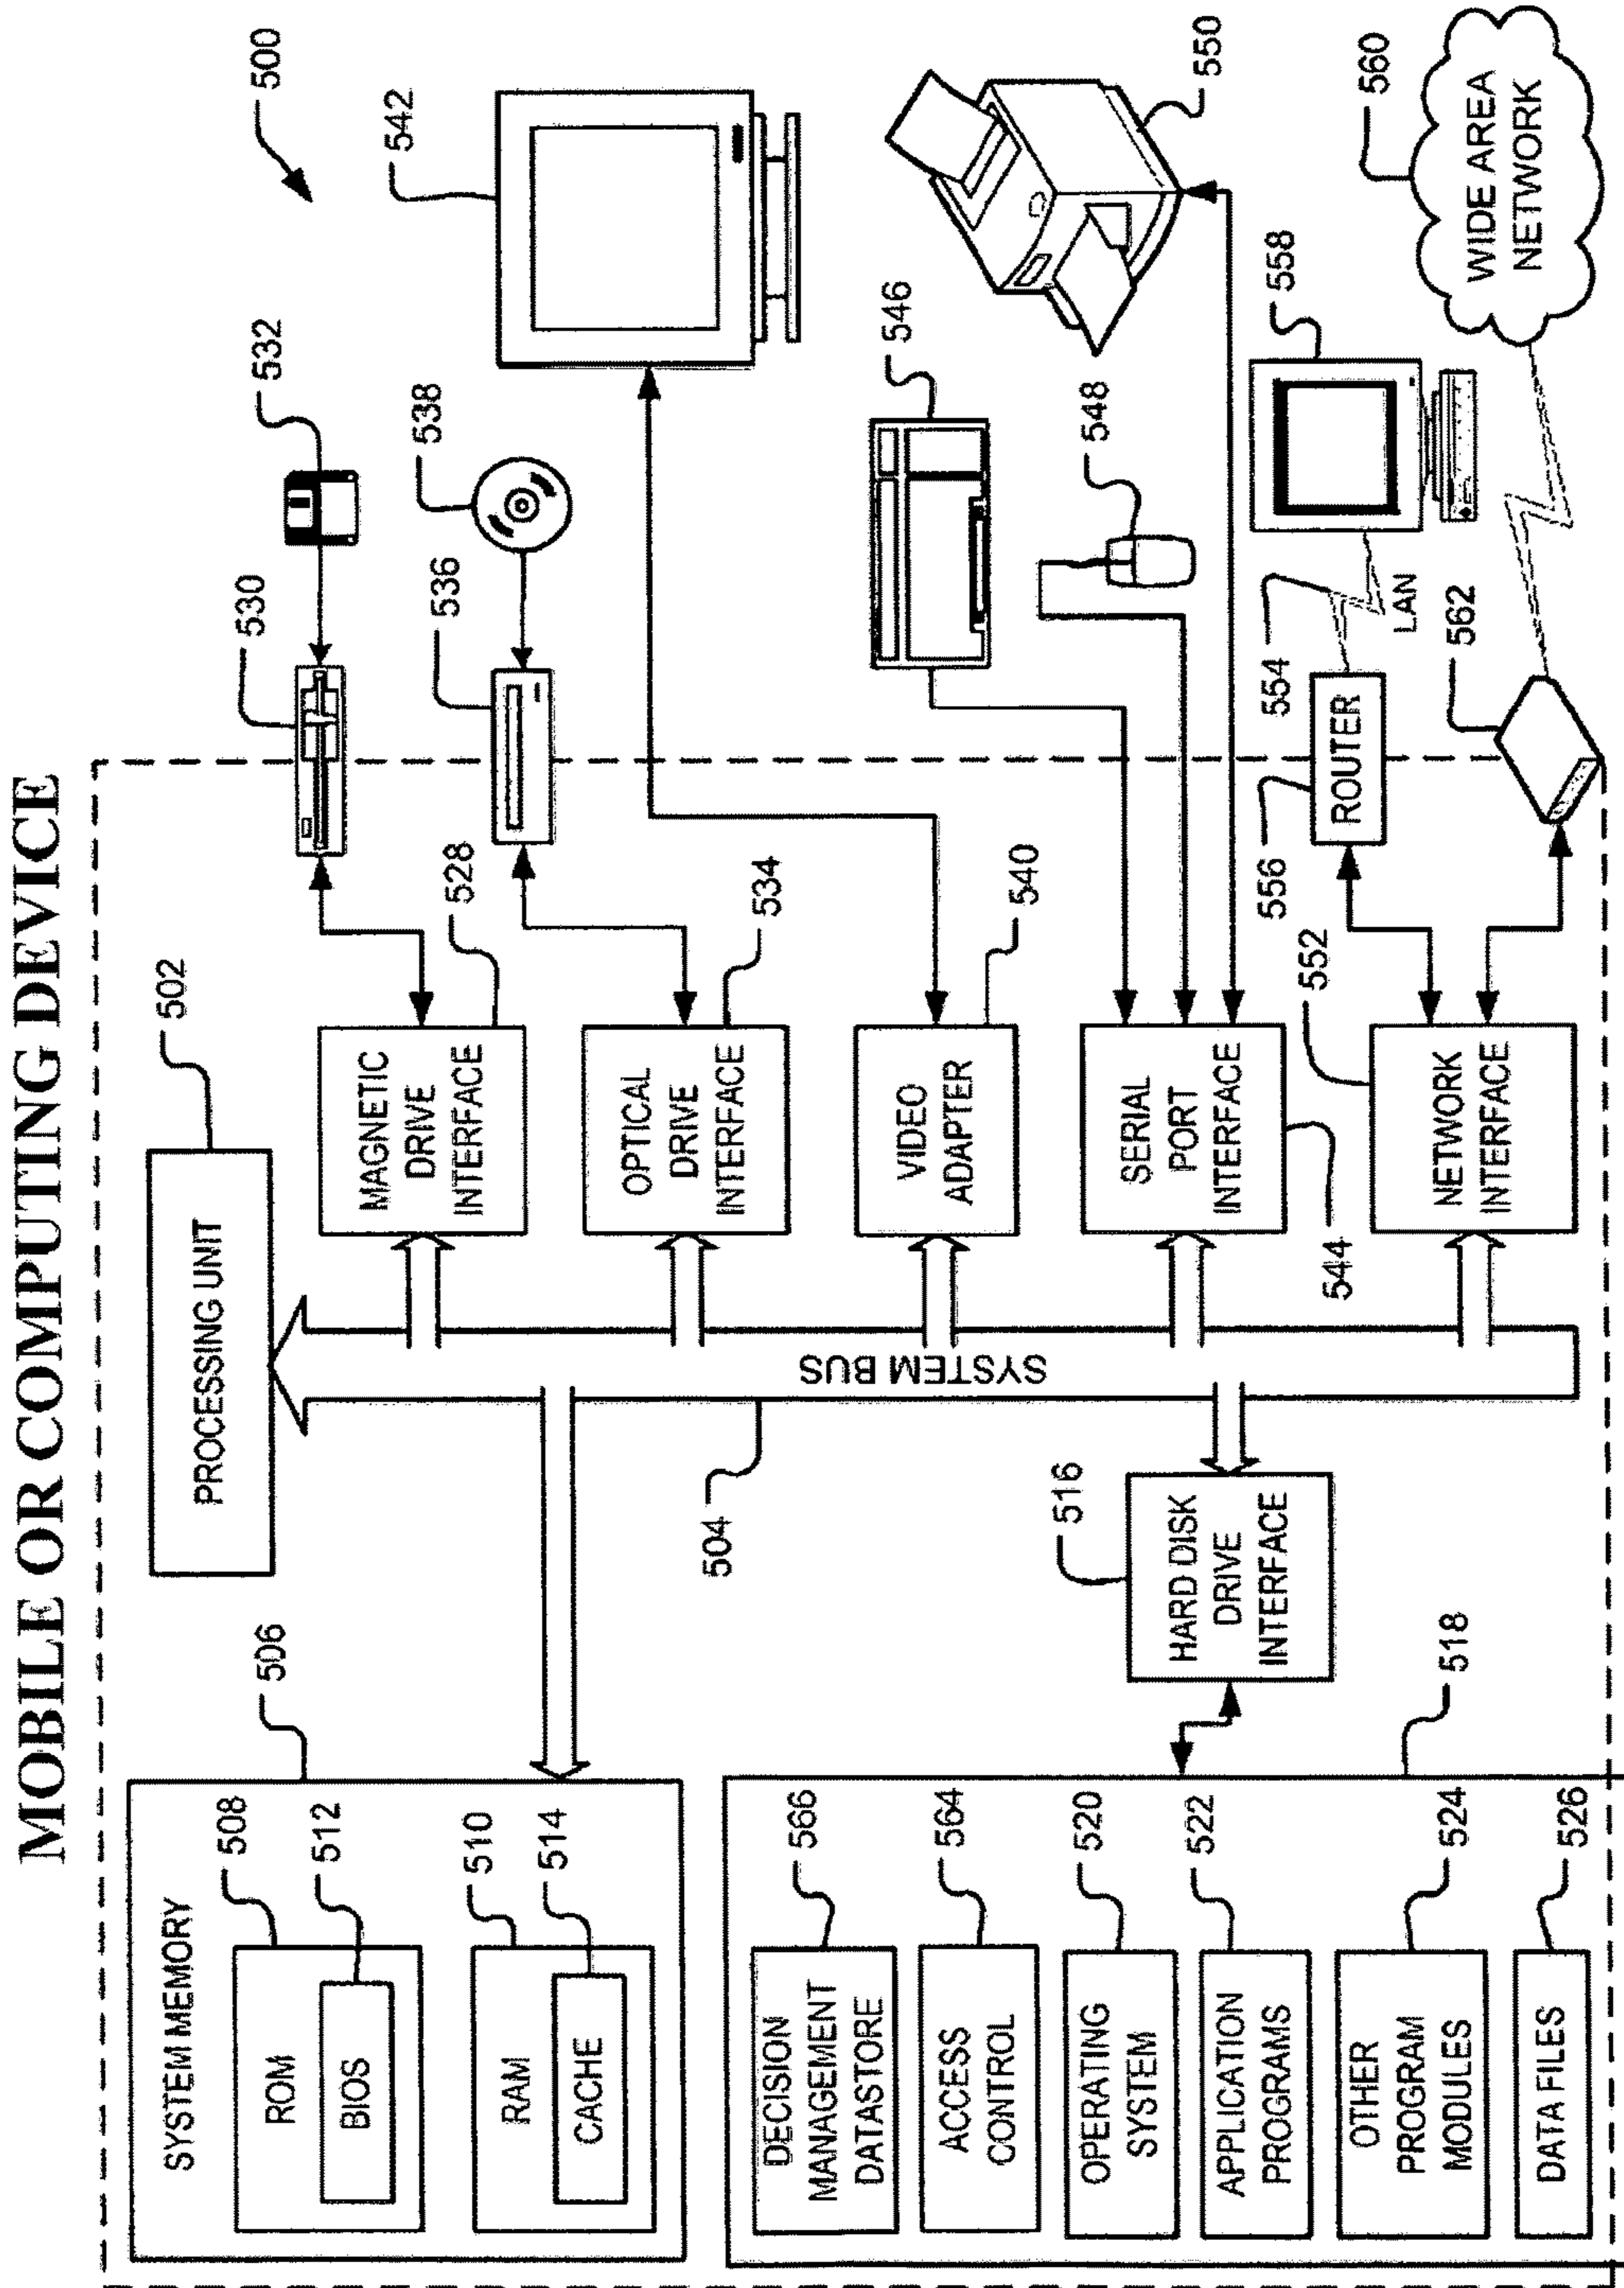 MOBILE OR COMPUTING DEVICE
500
502
PROCESSING UNIT
506
SYSTEM MEMORY
508
ROM
512
BIOS
510
RAM
514
CACHE
504
SYSTEM BUS
528
MAGNETIC
DRIVE
INTERFACE
530
532
534
OPTICAL
DRIVE
INTERFACE
536
538
540
VIDEO
ADAPTER
542
544
SERIAL
PORT
INTERFACE
546
548
550
552
NETWORK
INTERFACE
556
ROUTER
554
LAN
558
562
560
WIDE AREA
NETWORK
516
HARD DISK
DRIVE
INTERFACE
518
566
DECISION
MANAGEMENT
DATASTORE
564
ACCESS
CONTROL
520
OPERATING
SYSTEM
522
APPLICATION
PROGRAMS
524
OTHER
PROGRAM
MODULES
526
DATA FILES